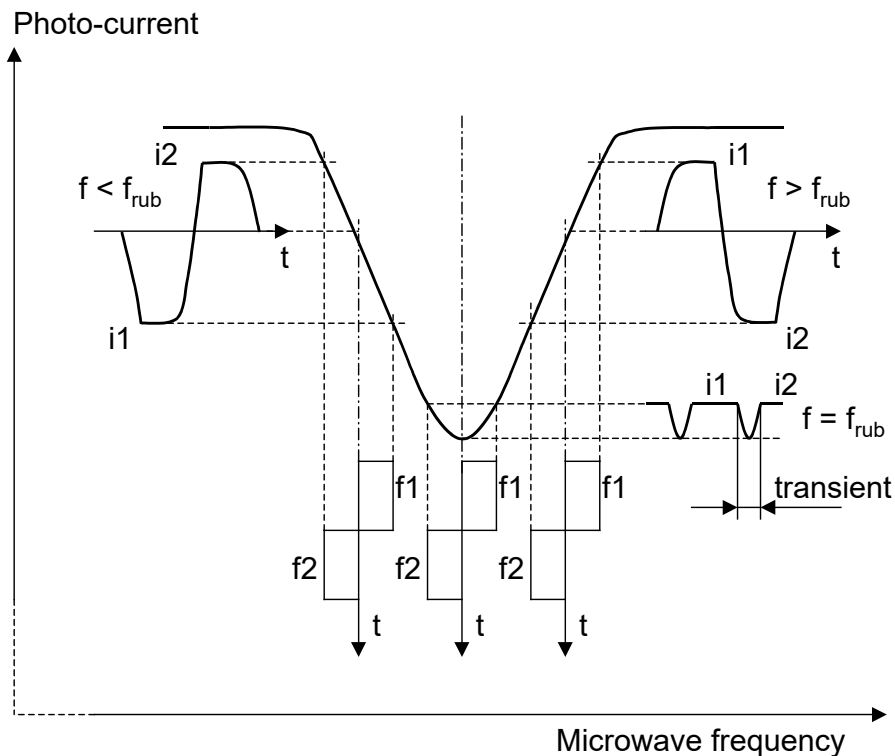 Photo-current
i2
i1
f < frub
f > frub
t
t
i1
i2
i1 i2
f = frub
f1
f1
f1
transient
f2
f2
f2
t
t
t
Microwave frequency